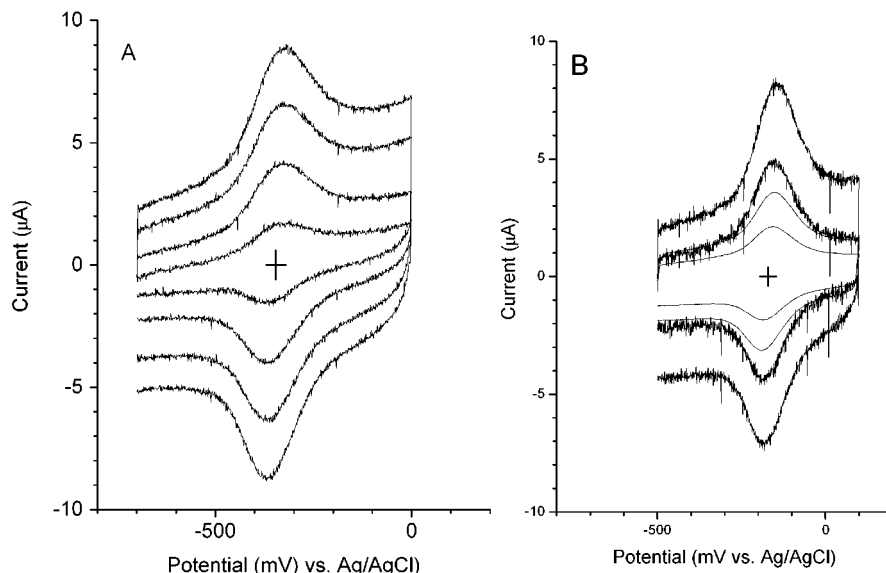 A
10
5
0
-5
-10
Current (µA)
-500
0
Potential (mV) vs. Ag/AgCl)
B
10
5
0
-5
-10
Current (µA)
-500
0
Potential (mV vs. Ag/AgCl)